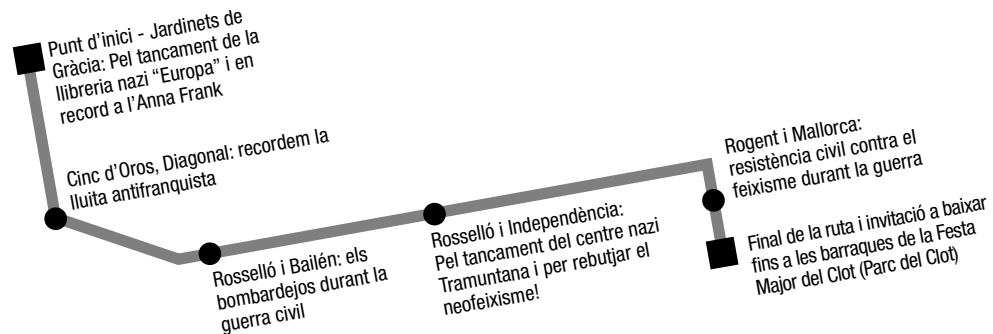 Punt d’inici - Jardinets de
Gràcia: Pel tancament de la
llibreria nazi “Europa” i en
record a l’Anna Frank
Cinc d’Oros, Diagonal: recordem la
lluita antifranquista
Rosselló i Bailén: els
bombardejos durant la
guerra civil
Rosselló i Independència:
Pel tancament del centre nazi
Tramuntana i per rebutjar el
neofeixisme!
Rogent i Mallorca:
resistència civil contra el
feixisme durant la guerra
Final de la ruta i invitació a baixar
fins a les barraques de la Festa
Major del Clot (Parc del Clot)